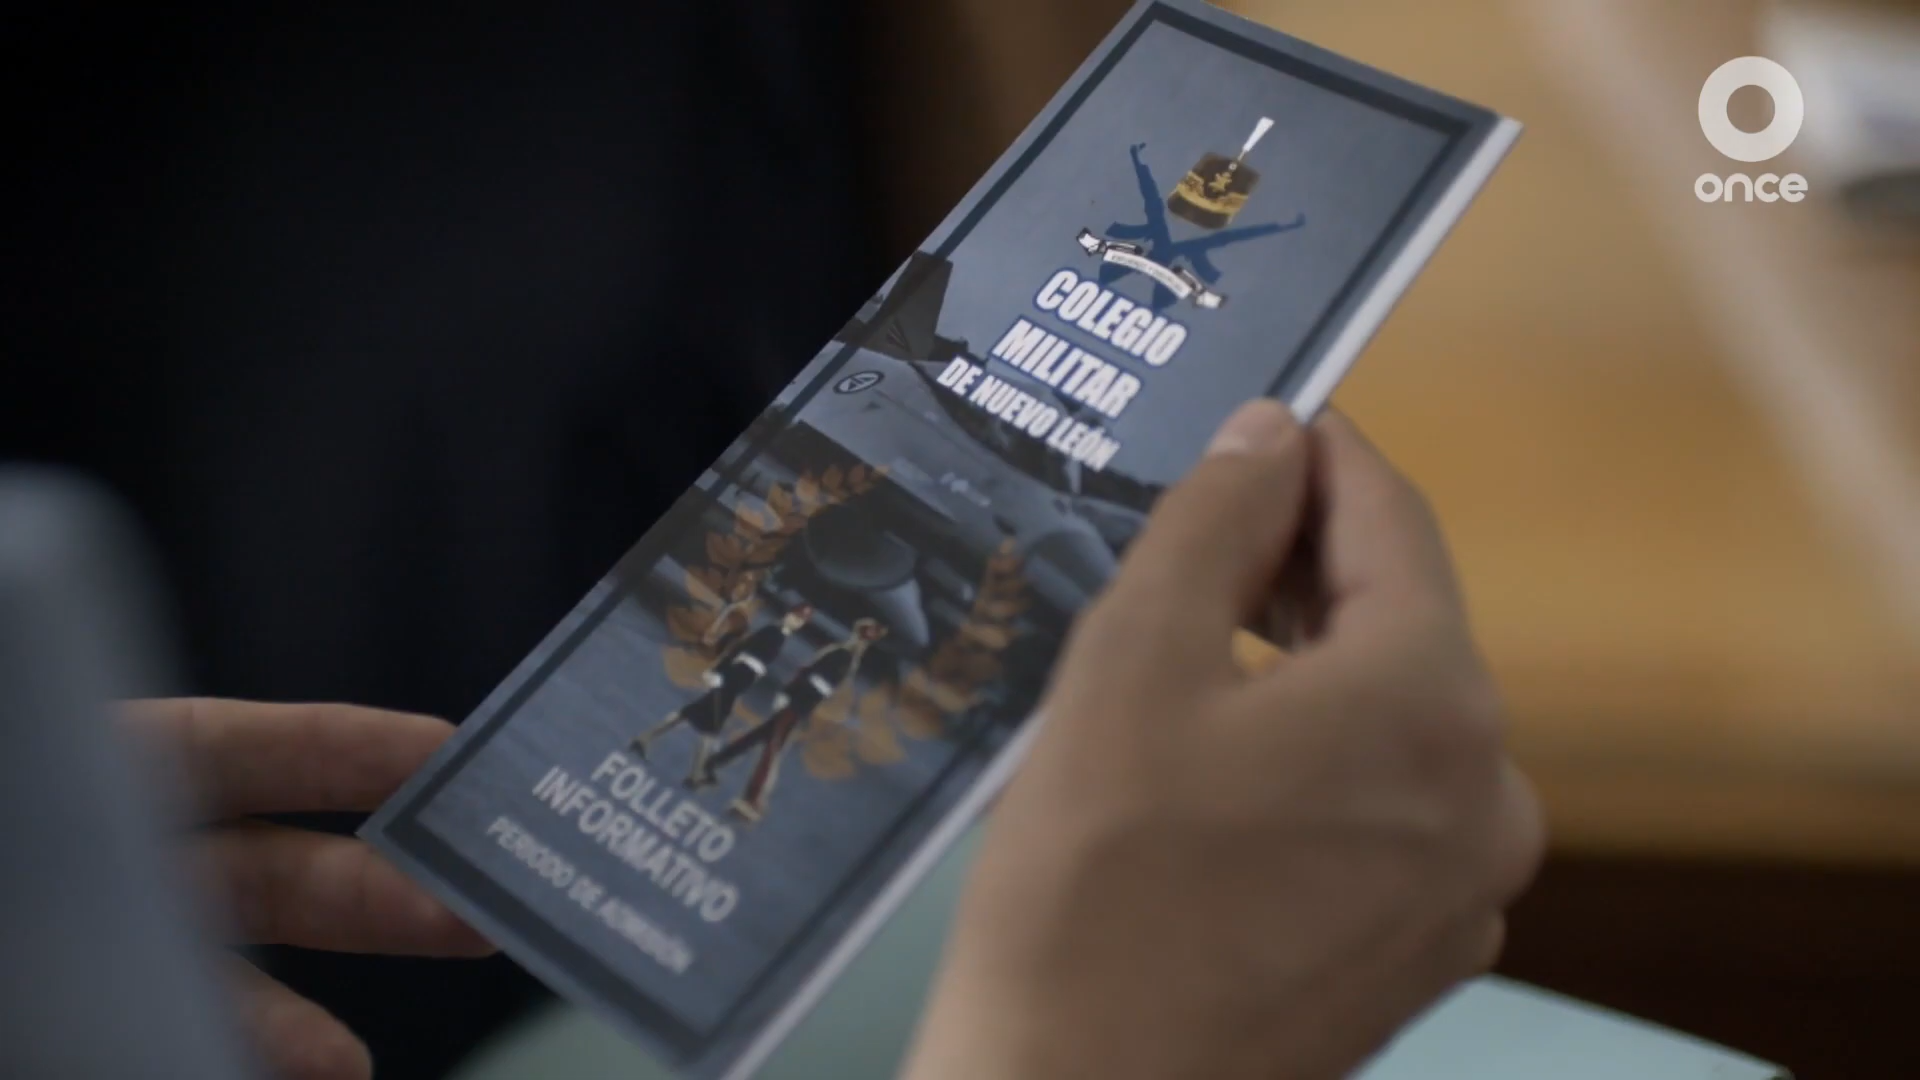 once
COLEGIO
MILITAR
DE NUEVO LEÓN
FOLLETO
INFORMATIVO
PERIODO DE ADMISIÓN